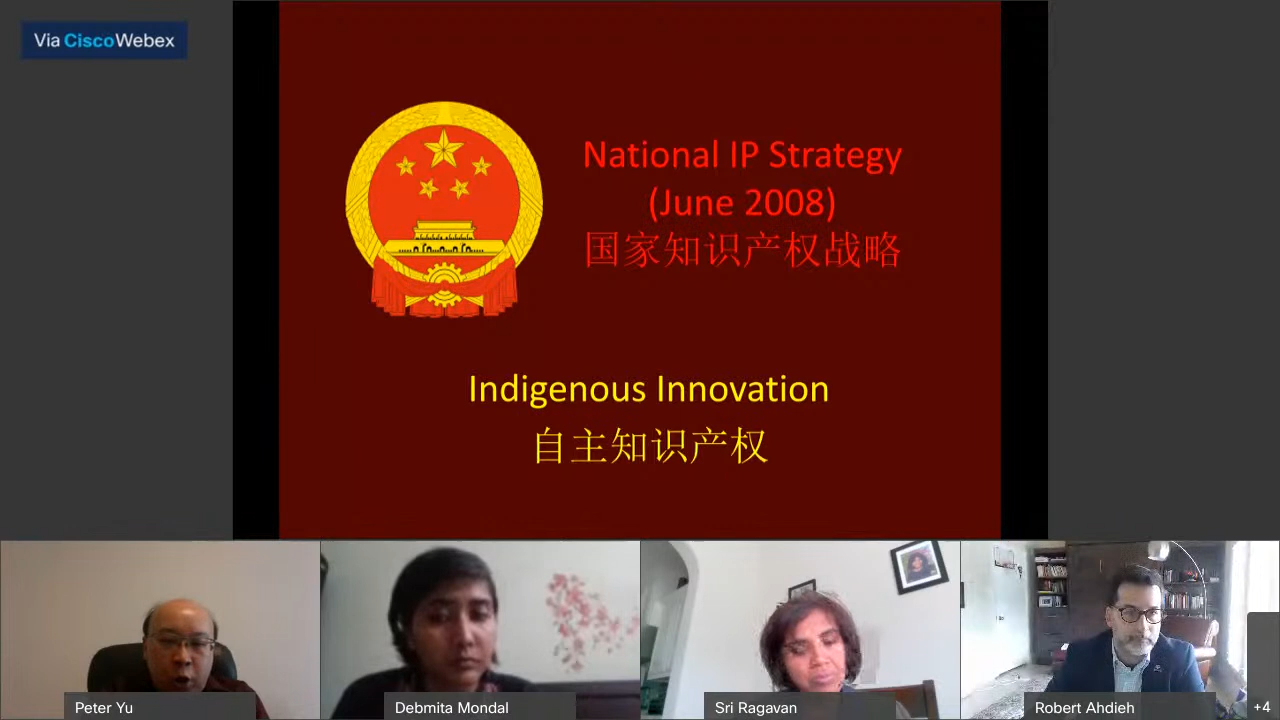 Via CiscoWebex
National IP Strategy
(June 2008)
国家知识产权战略
Indigenous Innovation
自主知识产权
Peter Yu
Debmita Mondal
Sri Ragavan
Robert Ahdieh
+4